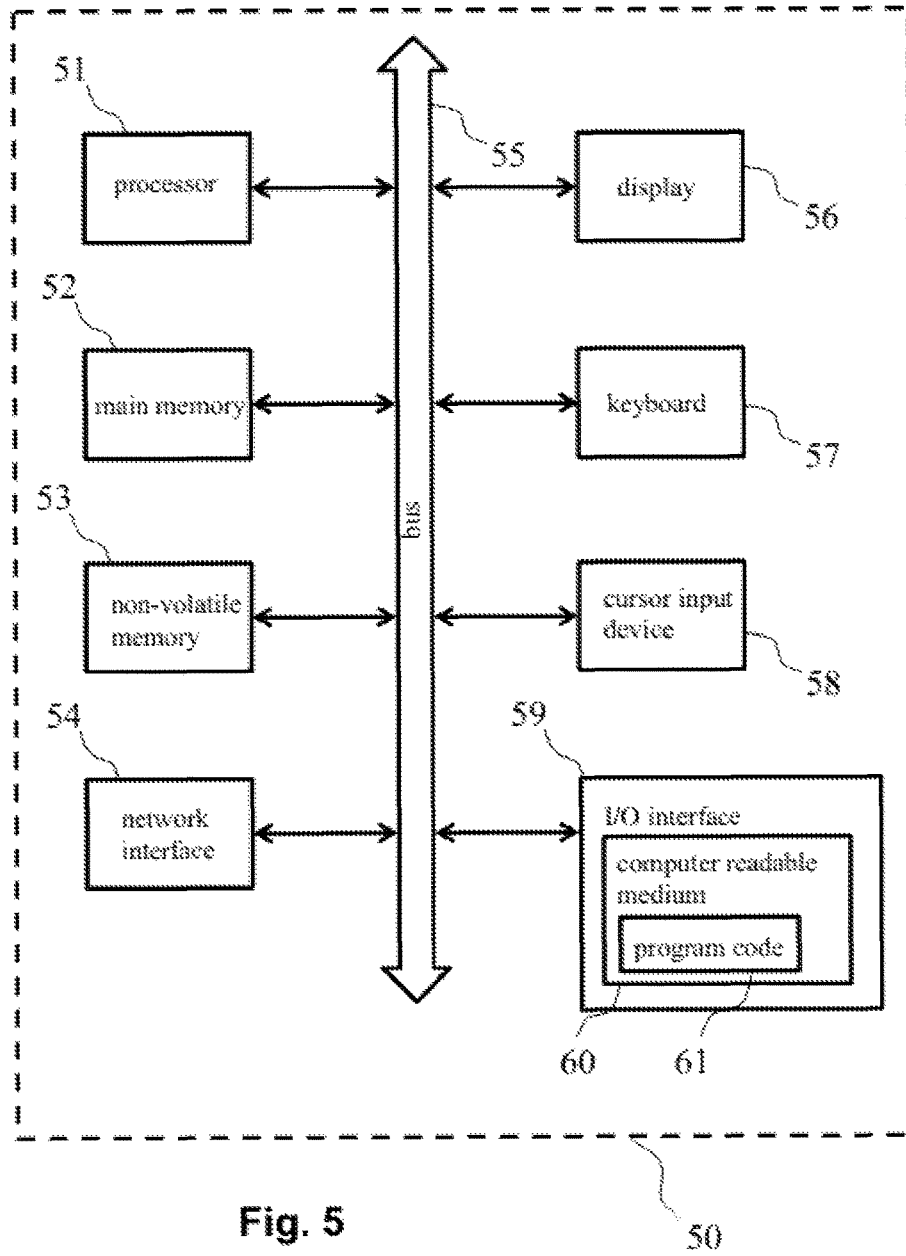 51
processor
55
display
56
52
main memory
keyboard
57
53
bus
non-volatile
memory
cursor input
device
58
54
network
interface
59
I/O interface
computer readable
medium
program code
60
61
Fig. 5
50